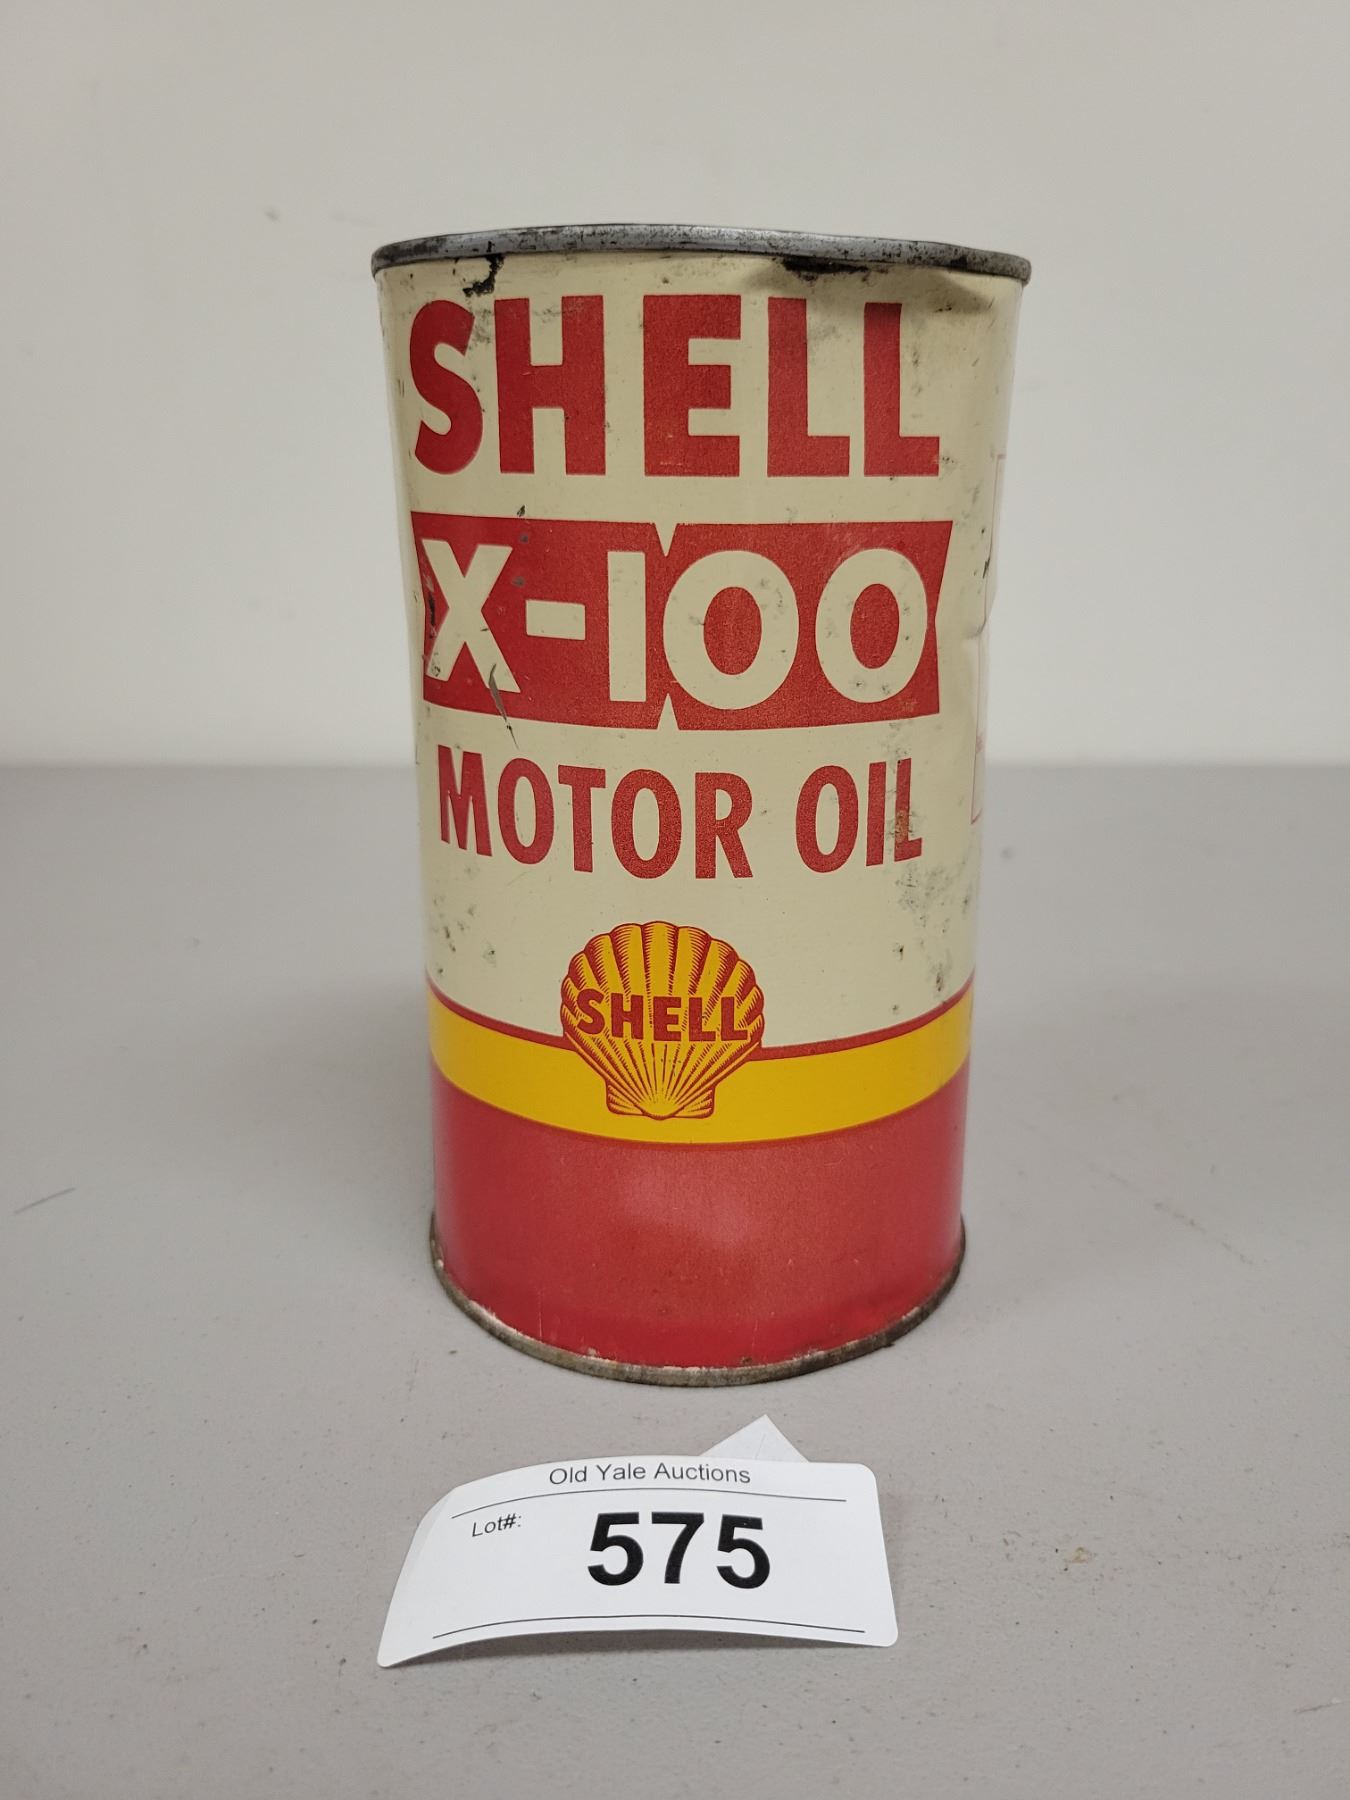 SHELL
X-100
MOTOR OIL
SHELL
Old Yale Auctions
Lot#:
575